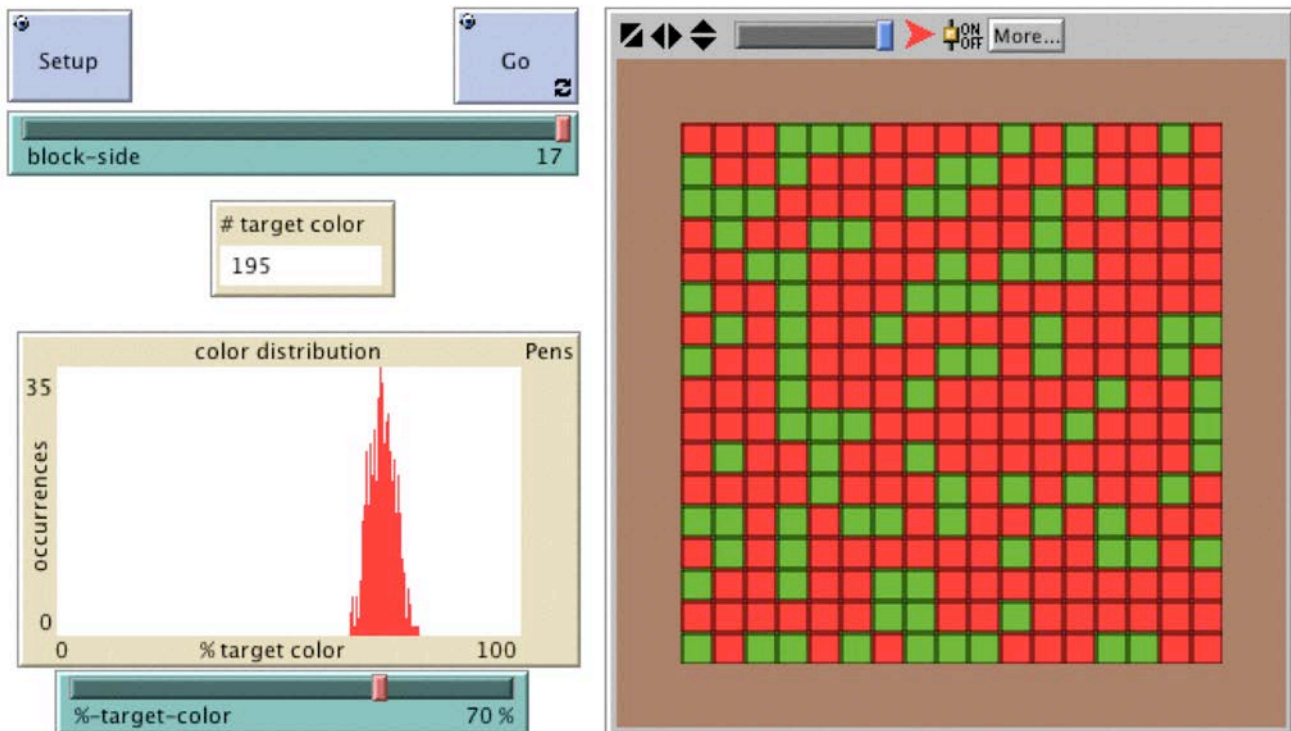 Setup
Go
block-side 17
# target color
195
color distribution
Pens
35
occurrences
0
0 % target color 100
%-target-color 70 %
ON
OFF
More...